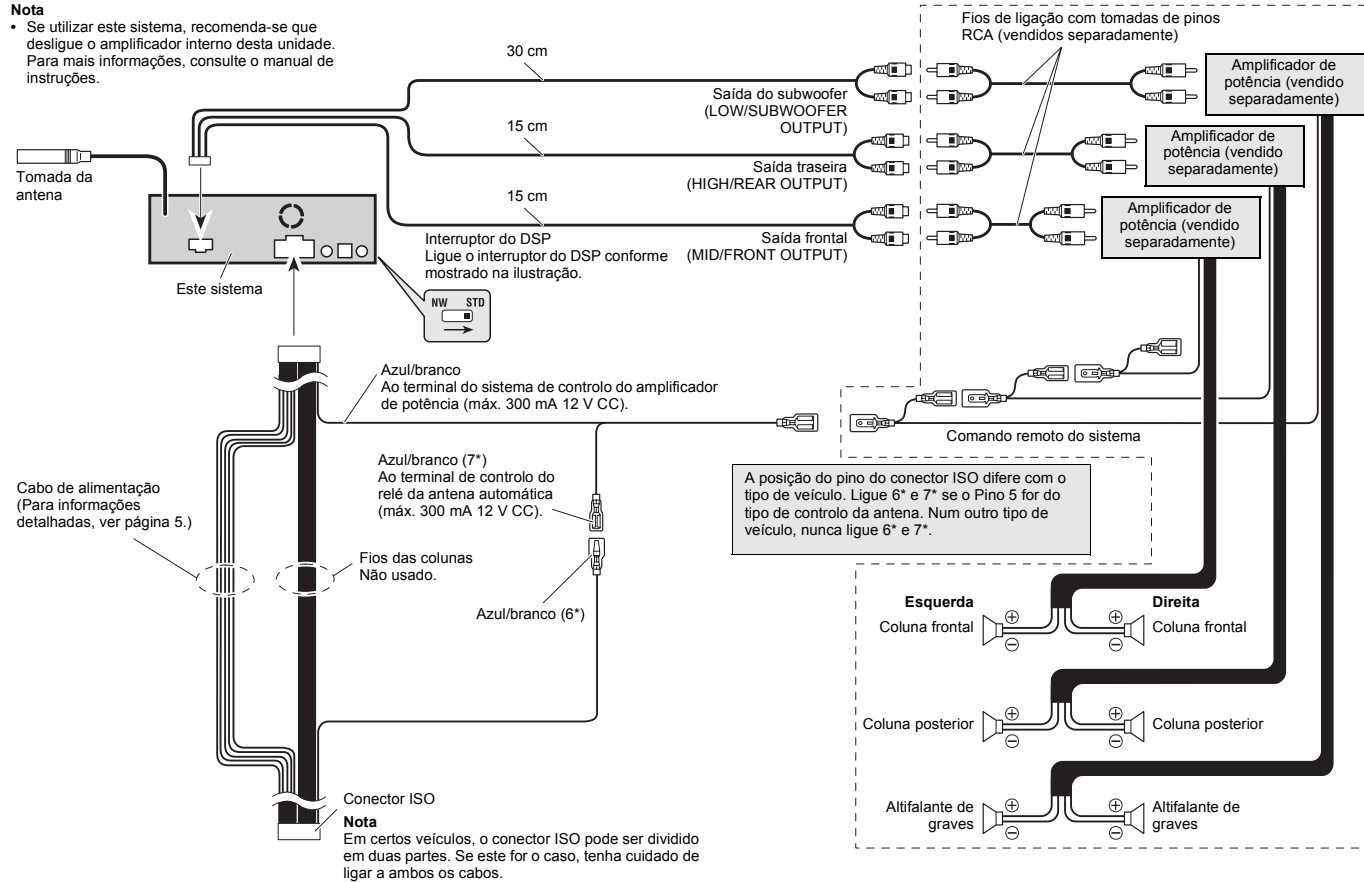 Nota
• Se utilizar este sistema, recomenda-se que
desligue o amplificador interno desta unidade.
Para mais informações, consulte o manual de
instruções.
30 cm
Fios de ligação com tomadas de pinos
RCA (vendidos separadamente)
Amplificador de
potência (vendido
separadamente)
Saída do subwoofer
(LOW/SUBWOOFER
OUTPUT)
15 cm
Amplificador de
potência (vendido
separadamente)
Saída traseira
(HIGH/REAR OUTPUT)
Tomada da
antena
15 cm
Amplificador de
potência (vendido
separadamente)
Saída frontal
(MID/FRONT OUTPUT)
Interruptor do DSP
Ligue o interruptor do DSP conforme
mostrado na ilustração.
Este sistema
NW STD
Azul/branco
Ao terminal do sistema de controlo do amplificador
de potência (máx. 300 mA 12 V CC).
Comando remoto do sistema
Azul/branco (7*)
Ao terminal de controlo do
relé da antena automática
(máx. 300 mA 12 V CC).
A posição do pino do conector ISO difere com o
tipo de veículo. Ligue 6* e 7* se o Pino 5 for do
tipo de controlo da antena. Num outro tipo de
veículo, nunca ligue 6* e 7*.
Cabo de alimentação
(Para informações
detalhadas, ver página 5.)
Fios das colunas
Não usado.
Azul/branco (6*)
Esquerda
Direita
Coluna frontal
+
−
+
−
Coluna frontal
Coluna posterior
+
−
+
−
Coluna posterior
Altifalante de
graves
+
−
+
−
Altifalante de
graves
Conector ISO
Nota
Em certos veículos, o conector ISO pode ser dividido
em duas partes. Se este for o caso, tenha cuidado de
ligar a ambos os cabos.